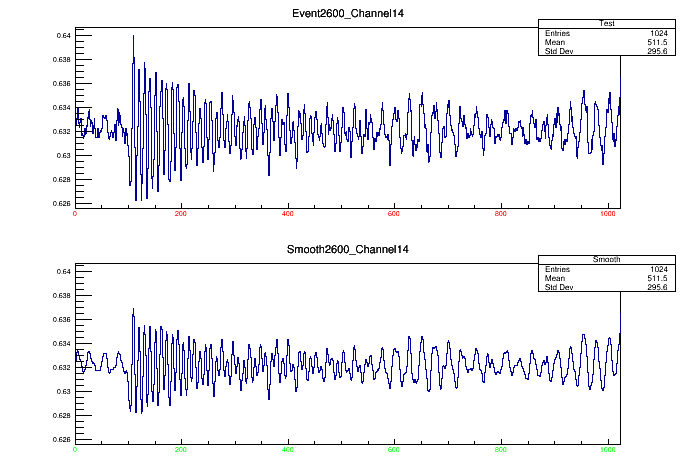 Event2600_Channel14
Test
Entries 1024
Mean 511.5
Std Dev 295.6
0.64
0.638
0.636
0.634
0.632
0.63
0.628
0.626
0 200 400 600 800 1000
Smooth2600_Channel14
Smooth
Entries 1024
Mean 511.5
Std Dev 295.6
0.64
0.638
0.636
0.634
0.632
0.63
0.628
0.626
0 200 400 600 800 1000